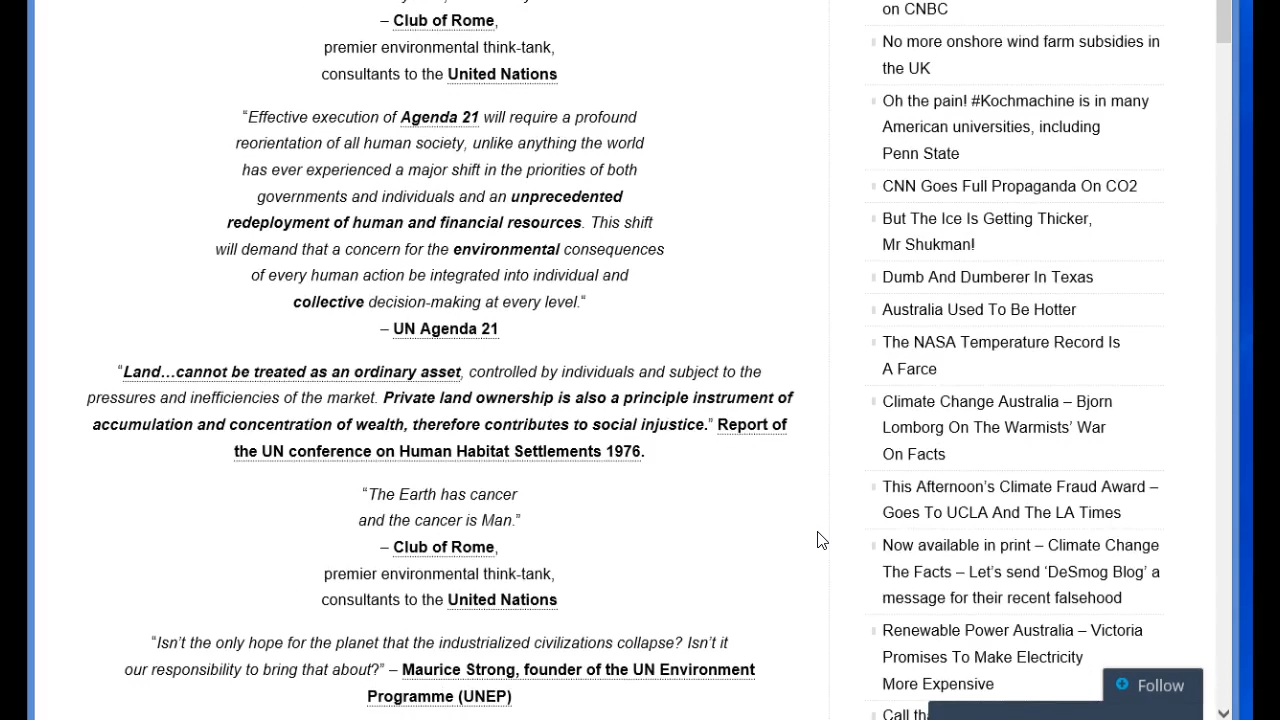 – Club of Rome,
premier environmental think-tank,
consultants to the United Nations
“Effective execution of Agenda 21 will require a profound
reorientation of all human society, unlike anything the world
has ever experienced a major shift in the priorities of both
governments and individuals and an unprecedented
redeployment of human and financial resources. This shift
will demand that a concern for the environmental consequences
of every human action be integrated into individual and
collective decision-making at every level.“
– UN Agenda 21
“Land…cannot be treated as an ordinary asset, controlled by individuals and subject to the
pressures and inefficiencies of the market. Private land ownership is also a principle instrument of
accumulation and concentration of wealth, therefore contributes to social injustice.” Report of
the UN conference on Human Habitat Settlements 1976.
“The Earth has cancer
and the cancer is Man.”
– Club of Rome,
premier environmental think-tank,
consultants to the United Nations
“Isn’t the only hope for the planet that the industrialized civilizations collapse? Isn’t it
our responsibility to bring that about?” – Maurice Strong, founder of the UN Environment
Programme (UNEP)
on CNBC
No more onshore wind farm subsidies in
the UK
Oh the pain! #Kochmachine is in many
American universities, including
Penn State
CNN Goes Full Propaganda On CO2
But The Ice Is Getting Thicker,
Mr Shukman!
Dumb And Dumberer In Texas
Australia Used To Be Hotter
The NASA Temperature Record Is
A Farce
Climate Change Australia – Bjorn
Lomborg On The Warmists’ War
On Facts
This Afternoon’s Climate Fraud Award –
Goes To UCLA And The LA Times
Now available in print – Climate Change
The Facts – Let’s send ‘DeSmog Blog’ a
message for their recent falsehood
Renewable Power Australia – Victoria
Promises To Make Electricity
More Expensive
Call
Follow